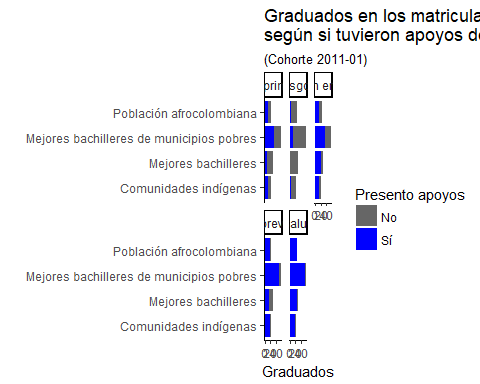 Graduados en los matricula
según si tuvieron apoyos de
(Cohorte 2011-01)
Población afrocolombiana
Mejores bachilleres de municipios pobres
Mejores bachilleres
Comunidades indígenas
Presento apoyos
No
Sí
Población afrocolombiana
Mejores bachilleres de municipios pobres
Mejores bachilleres
Comunidades indígenas
Graduados